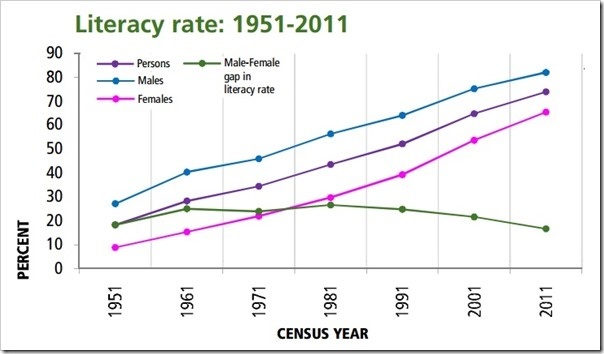 Literacy rate: 1951-2011
90
80
70
60
50
40
30
20
10
0
PERCENT
Persons
Males
Females
Male-Female
gap in
literacy rate
1951
1961
1971
1981
1991
2001
2011
CENSUS YEAR